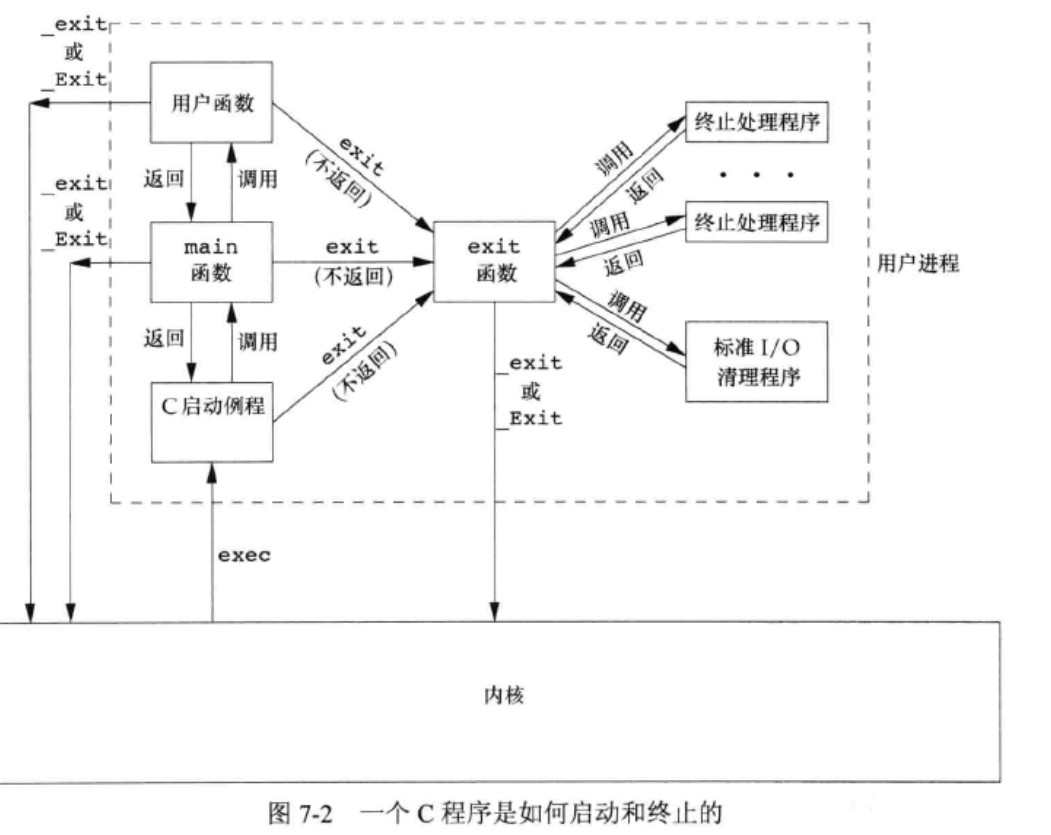 _exit
或
_Exit
用户函数
返回
调用
_exit
或
_Exit
main
函数
返回
调用
C启动例程
exec
exit
(不返回)
exit
(不返回)
exit
(不返回)
exit
函数
_exit
或
_Exit
调用
返回
终止处理程序
. . .
调用
返回
终止处理程序
调用
返回
标准 I/O
清理程序
用户进程
内核
图 7-2 一个 C 程序是如何启动和终止的